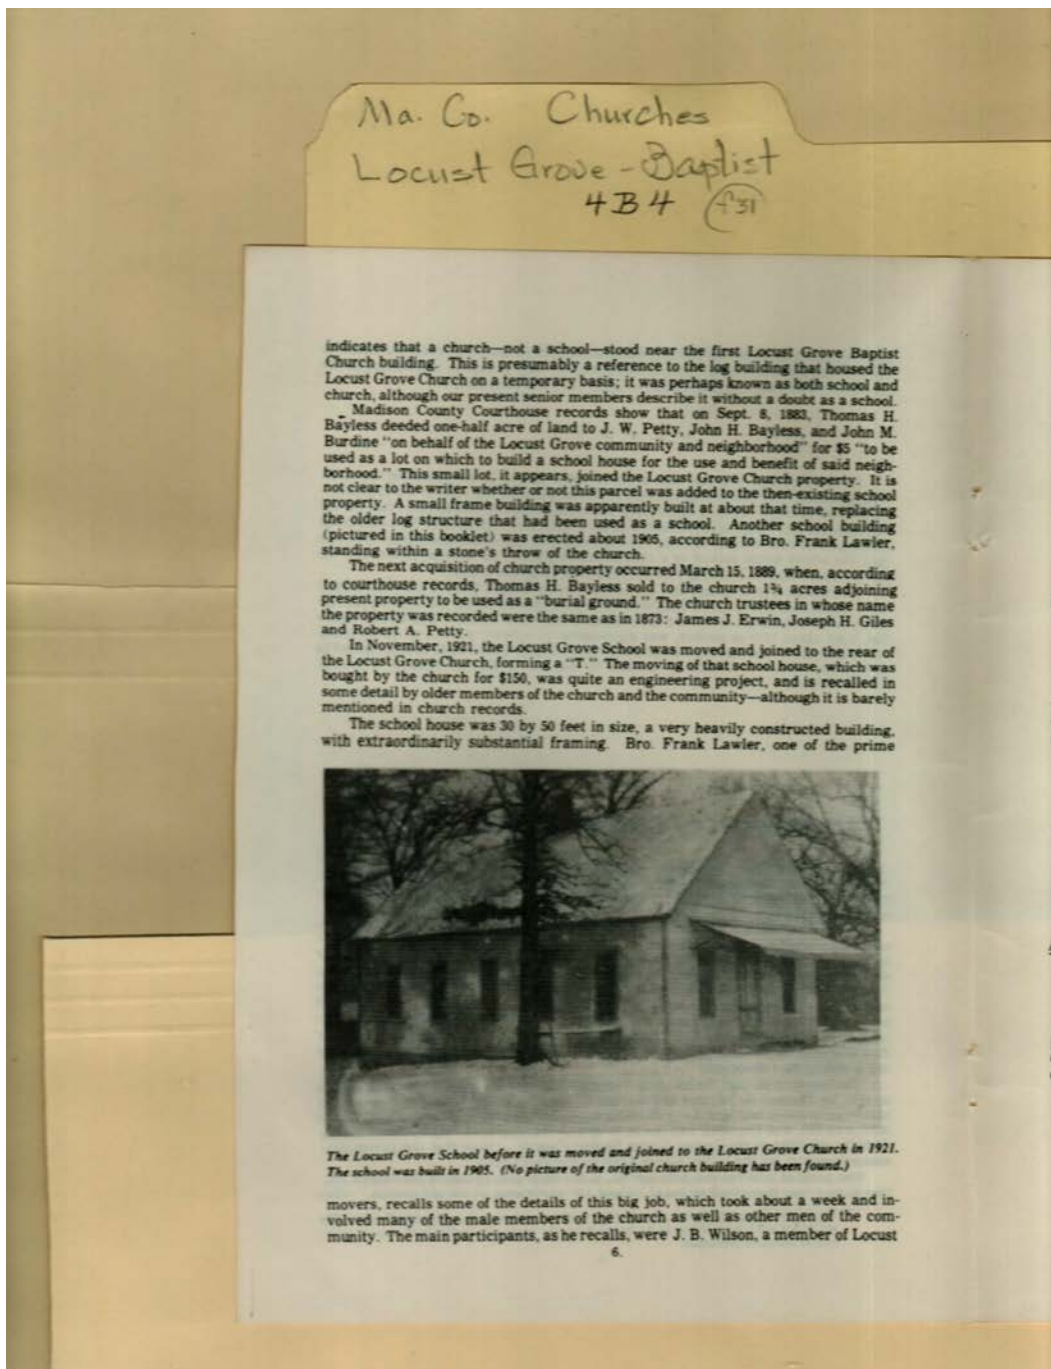 Ma. Co. Churches
Locust Grove - Baptist
4B4 f31
indicates that a church—not a school—stood near the first Locust Grove Baptist
Church building. This is presumably a reference to the log building that housed the
Locust Grove Church on a temporary basis; it was perhaps known as both school and
church, although our present senior members describe it without a doubt as a school.
Madison County Courthouse records show that on Sept. 8, 1883, Thomas H.
Bayless deeded one-half acre of land to J. W. Petty, John H. Bayless, and John M.
Burdine "on behalf of the Locust Grove community and neighborhood" for $5 "to be
used as a lot on which to build a school house for the use and benefit of said neigh-
borhood." This small lot, it appears, joined the Locust Grove Church property. It is
not clear to the writer whether or not this parcel was added to the then-existing school
property. A small frame building was apparently built at about that time, replacing
the older log structure that had been used as a school. Another school building
(pictured in this booklet) was erected about 1905, according to Bro. Frank Lawler,
standing within a stone's throw of the church.
The next acquisition of church property occurred March 15, 1889, when, according
to courthouse records, Thomas H. Bayless sold to the church 1¾ acres adjoining
present property to be used as a "burial ground." The church trustees in whose name
the property was recorded were the same as in 1873: James J. Erwin, Joseph H. Giles
and Robert A. Petty.
In November, 1921, the Locust Grove School was moved and joined to the rear of
the Locust Grove Church, forming a "T." The moving of that school house, which was
bought by the church for $150, was quite an engineering project, and is recalled in
some detail by older members of the church and the community—although it is barely
mentioned in church records.
The school house was 30 by 50 feet in size, a very heavily constructed building,
with extraordinarily substantial framing. Bro. Frank Lawler, one of the prime
The Locust Grove School before it was moved and joined to the Locust Grove Church in 1921.
The school was built in 1905. (No picture of the original church building has been found.)
movers, recalls some of the details of this big job, which took about a week and in-
volved many of the male members of the church as well as other men of the com-
munity. The main participants, as he recalls, were J. B. Wilson, a member of Locust
6.